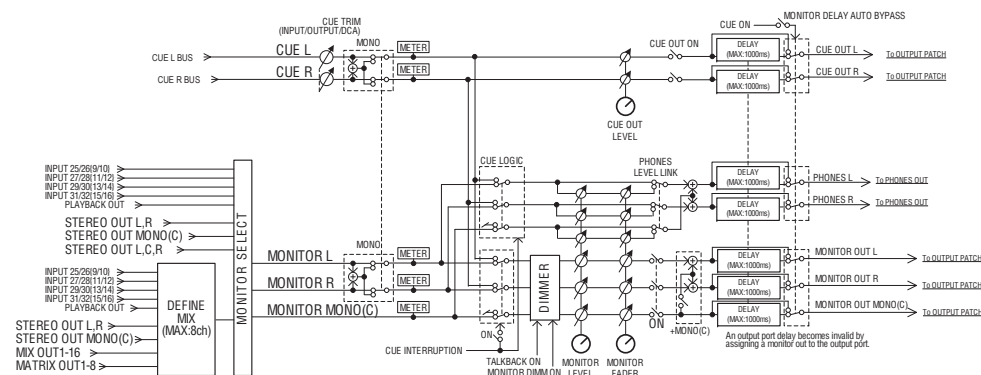 CUE TRIM
(INPUT/OUTPUT/DCA)
MONO
CUE ON
MONITOR DELAY AUTO BYPASS
CUE L BUS
CUE L
METER
CUE OUT ON
DELAY
(MAX:1000ms)
CUE OUT L
To OUTPUT PATCH
CUE R BUS
CUE R
METER
DELAY
(MAX:1000ms)
CUE OUT R
To OUTPUT PATCH
CUE OUT
LEVEL
INPUT 25/26(9/10)
INPUT 27/28(11/12)
INPUT 29/30(13/14)
INPUT 31/32(15/16)
PLAYBACK OUT
STEREO OUT L,R
STEREO OUT MONO(C)
STEREO OUT L,C,R
MONITOR SELECT
CUE LOGIC
PHONES
LEVEL LINK
DELAY
(MAX:1000ms)
PHONES L
To PHONES OUT
DELAY
(MAX:1000ms)
PHONES R
To PHONES OUT
INPUT 25/26(9/10)
INPUT 27/28(11/12)
INPUT 29/30(13/14)
INPUT 31/32(15/16)
PLAYBACK OUT
STEREO OUT L,R
STEREO OUT MONO(C)
MIX OUT1-16
MATRIX OUT1-8
DEFINE
MIX
(MAX:8ch)
MONO
MONITOR L
METER
MONITOR R
METER
MONITOR MONO(C)
METER
DIMMER
DELAY
(MAX:1000ms)
MONITOR OUT L
To OUTPUT PATCH
DELAY
(MAX:1000ms)
MONITOR OUT R
To OUTPUT PATCH
DELAY
(MAX:1000ms)
MONITOR OUT MONO(C)
To OUTPUT PATCH
ON
ON
+MONO(C)
An output port delay becomes invalid by
assigning a monitor out to the output port.
CUE INTERRUPTION
TALKBACK ON
MONITOR DIMM ON
MONITOR
LEVEL
MONITOR
FADER